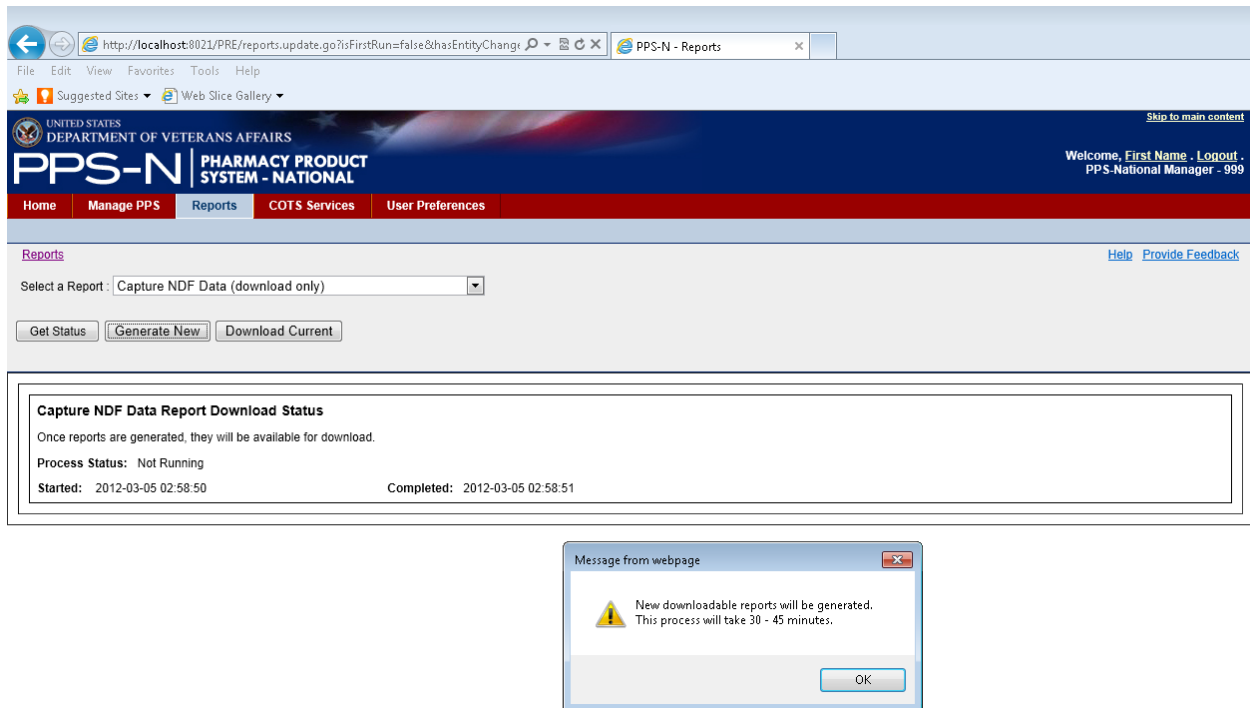 http://localhost:8021/PRE/reports.update.go?isFirstRun=false&hasEntityChange
PPS-N - Reports
File Edit View Favorites Tools Help
Suggested Sites Web Slice Gallery
Skip to main content
UNITED STATES
DEPARTMENT OF VETERANS AFFAIRS
PPS-N PHARMACY PRODUCT
SYSTEM - NATIONAL
Welcome, First Name . Logout .
PPS-National Manager - 999
Home Manage PPS Reports COTS Services User Preferences
Reports Help Provide Feedback
Select a Report : Capture NDF Data (download only)
Get Status Generate New Download Current
Capture NDF Data Report Download Status
Once reports are generated, they will be available for download.
Process Status: Not Running
Started: 2012-03-05 02:58:50 Completed: 2012-03-05 02:58:51
Message from webpage
New downloadable reports will be generated.
This process will take 30 - 45 minutes.
OK